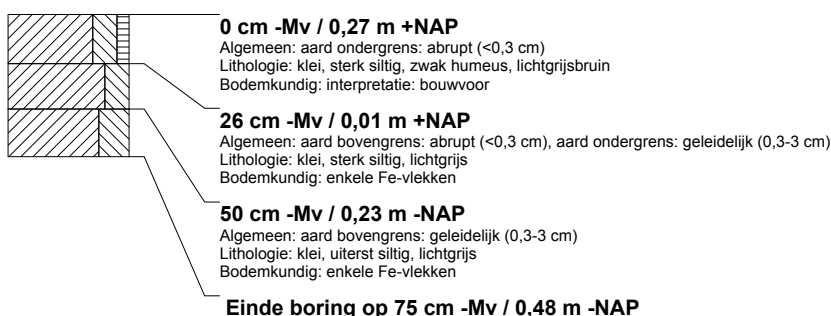 0 cm -Mv / 0,27 m +NAP
Algemeen: aard ondergrens: abrupt (<0,3 cm)
Lithologie: klei, sterk siltig, zwak humeus, lichtgrijsbruin
Bodemkundig: interpretatie: bouwvoor
26 cm -Mv / 0,01 m +NAP
Algemeen: aard bovengrens: abrupt (<0,3 cm), aard ondergrens: geleidelijk (0,3-3 cm)
Lithologie: klei, sterk siltig, lichtgrijs
Bodemkundig: enkele Fe-vlekken
50 cm -Mv / 0,23 m -NAP
Algemeen: aard bovengrens: geleidelijk (0,3-3 cm)
Lithologie: klei, uiterst siltig, lichtgrijs
Bodemkundig: enkele Fe-vlekken
Einde boring op 75 cm -Mv / 0,48 m -NAP